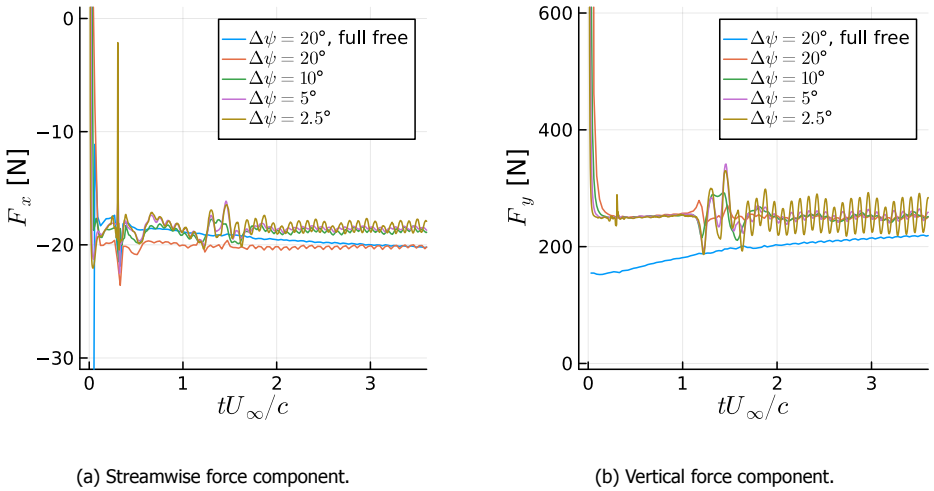 0
−10
−20
−30
0
1
2
3
F_x [N]
tU_∞/c
Δψ = 20°, full free
Δψ = 20°
Δψ = 10°
Δψ = 5°
Δψ = 2.5°
600
400
200
0
0
1
2
3
F_y [N]
tU_∞/c
Δψ = 20°, full free
Δψ = 20°
Δψ = 10°
Δψ = 5°
Δψ = 2.5°
(a) Streamwise force component.
(b) Vertical force component.